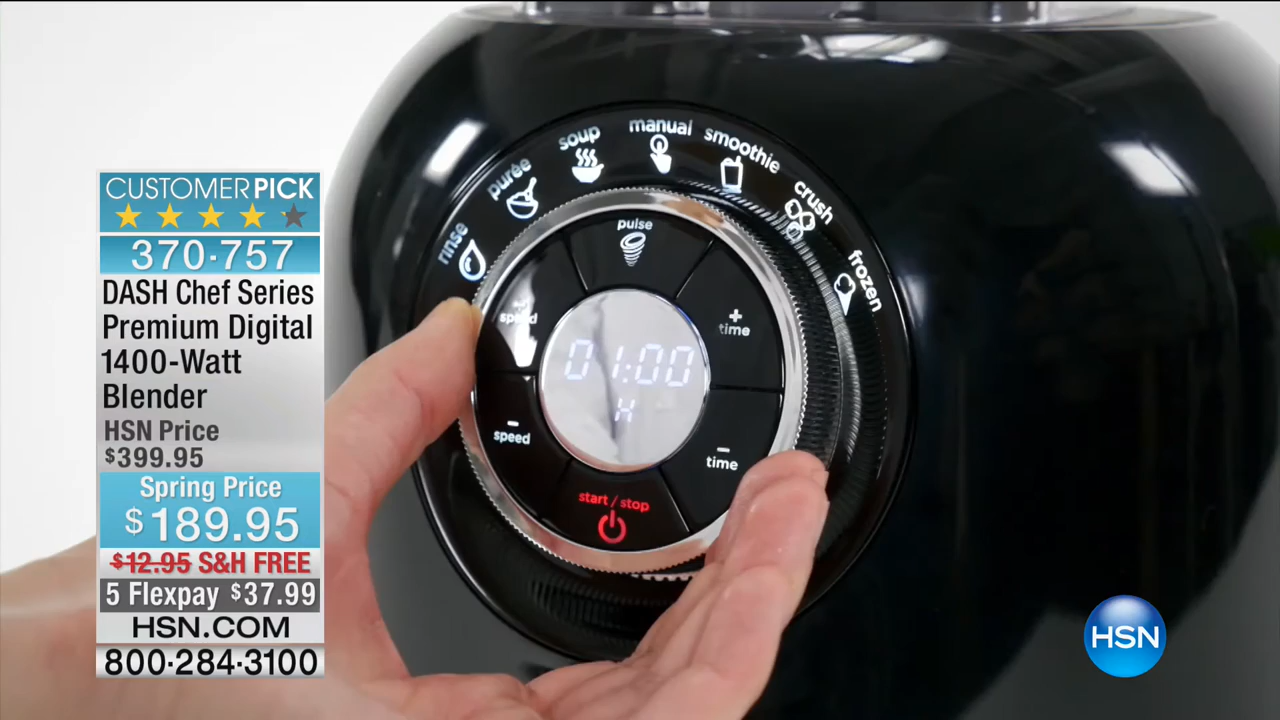 CUSTOMER PICK
370-757
DASH Chef Series
Premium Digital
1400-Watt
Blender
HSN Price
$399.95
Spring Price
$189.95
$12.95 S&H FREE
5 Flexpay $37.99
HSN.COM
800·284·3100
rinse
purée
soup
manual
smoothie
crush
frozen
pulse
+
speed
+
time
01:00
H
-
speed
-
time
start / stop
HSN